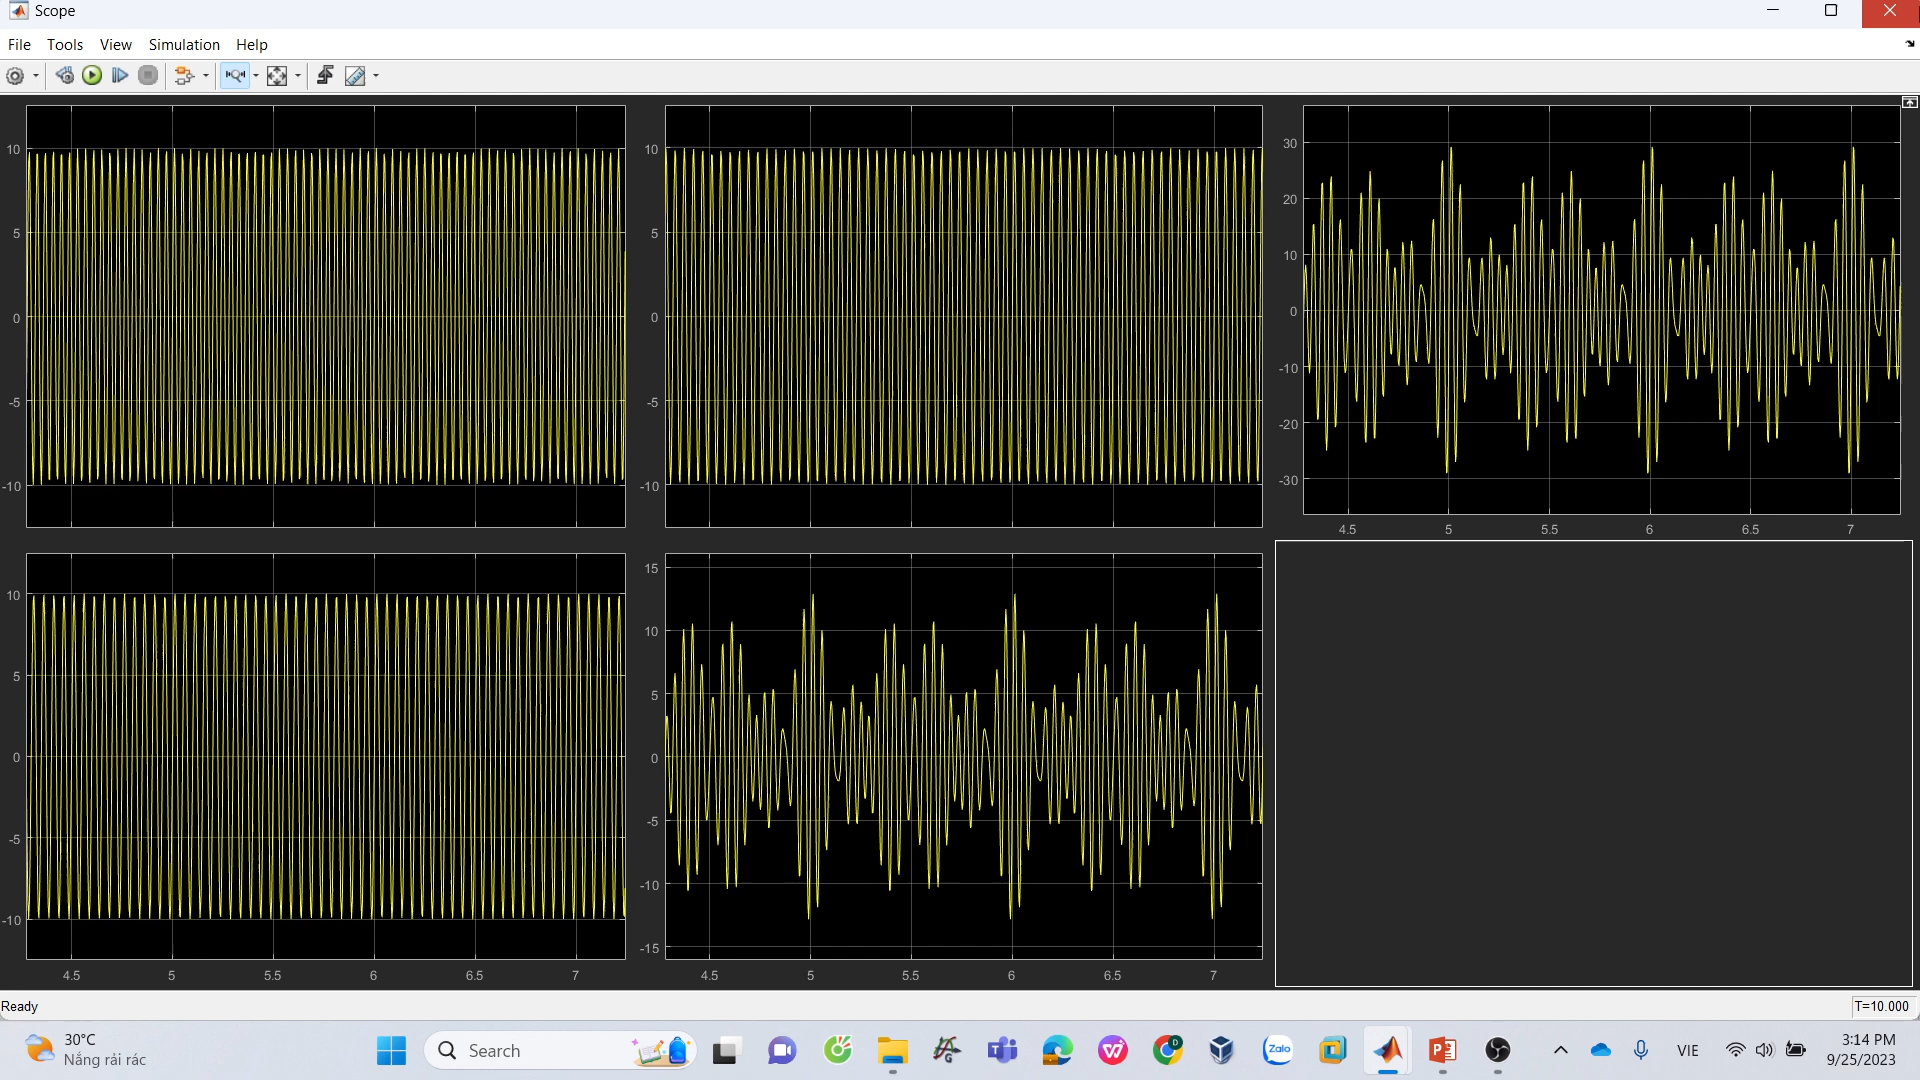 Scope
File Tools View Simulation Help
10
5
0
-5
-10
10
5
0
-5
-10
30
20
10
0
-10
-20
-30
4.5 5 5.5 6 6.5 7
10
5
0
-5
-10
4.5 5 5.5 6 6.5 7
15
10
5
0
-5
-10
-15
4.5 5 5.5 6 6.5 7
Ready T=10.000
30°C
Nắng rải rác
Search
Zalo
VIE
3:14 PM
9/25/2023